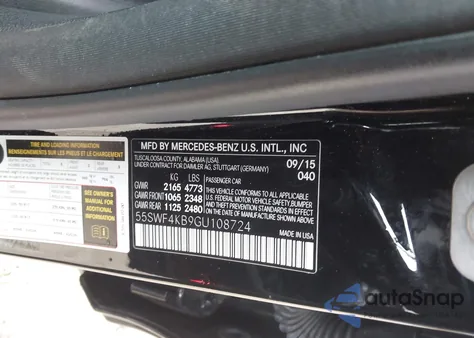 TIRE AND LOADING INFORMATION
RENSEIGNEMENTS SUR LES PNEUS ET LE CHARGEMENT
SEE OWNER'S
MANUAL FOR
ADDITIONAL
INFORMATION
MFD BY MERCEDES-BENZ U.S. INTL., INC
TUSCALOOSA COUNTY, ALABAMA (USA)
UNDER CONTRACT FOR DAIMLER AG, STUTTGART (GERMANY)
09/15
040
KG LBS PASSENGER CAR
GVWR 2165 4773
GAWR FRONT 1065 2348
GAWR REAR 1125 2480
THIS VEHICLE CONFORMS TO ALL APPLICABLE
U.S. FEDERAL MOTOR VEHICLE SAFETY, BUMPER,
AND THEFT PREVENTION STANDARDS IN EFFECT
ON THE DATE OF MANUFACTURE SHOWN ABOVE.
55SWF4KB9GU108724
autoSnap